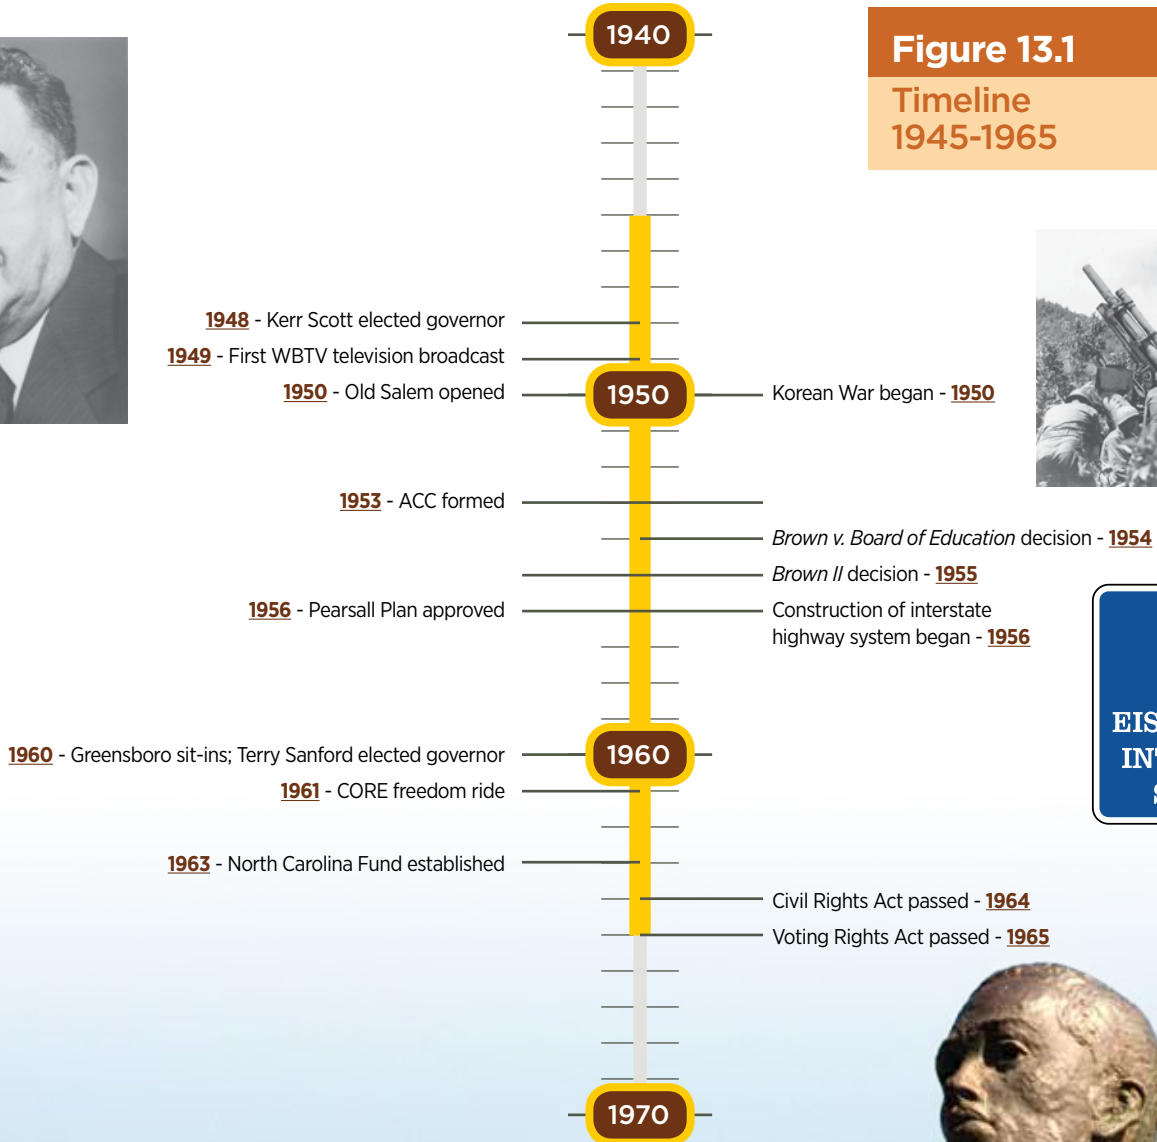 1940
Figure 13.1
Timeline
1945-1965
1948 - Kerr Scott elected governor
1949 - First WBTV television broadcast
1950 - Old Salem opened
1950
Korean War began - 1950
1953 - ACC formed
Brown v. Board of Education decision - 1954
Brown II decision - 1955
1956 - Pearsall Plan approved
Construction of interstate
highway system began - 1956
EIS
INT
S
1960 - Greensboro sit-ins; Terry Sanford elected governor
1960
1961 - CORE freedom ride
1963 - North Carolina Fund established
Civil Rights Act passed - 1964
Voting Rights Act passed - 1965
1970